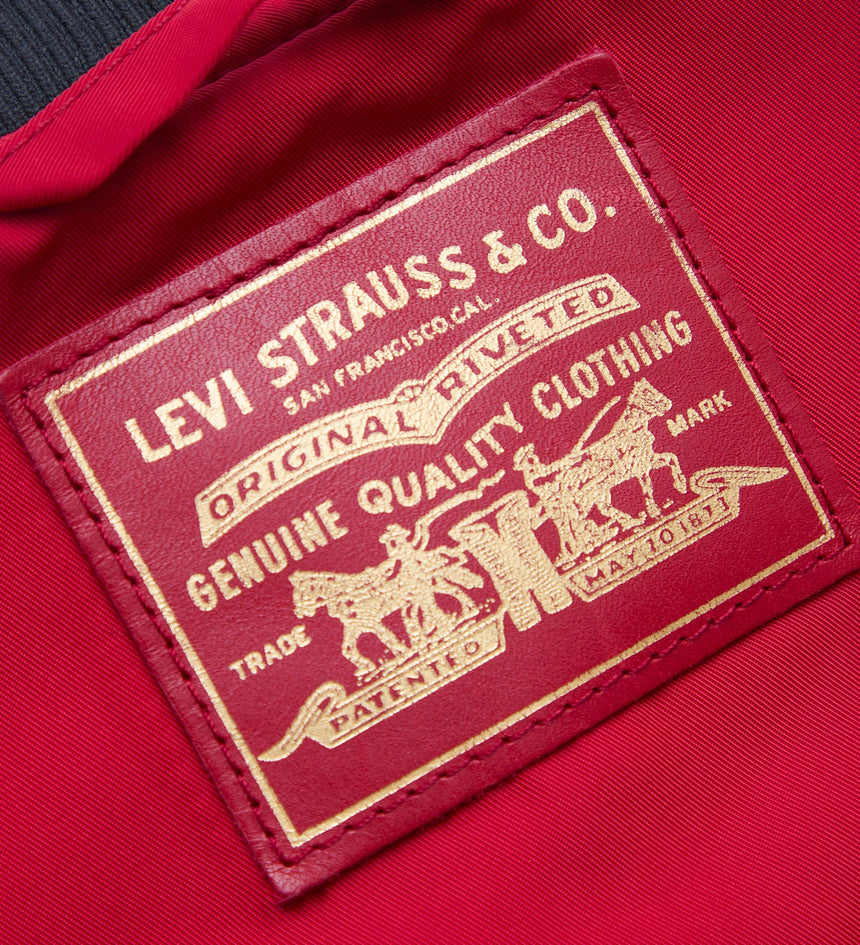 LEVI STRAUSS & CO.
SAN FRANCISCO, CAL.
ORIGINAL RIVETED
GENUINE QUALITY CLOTHING
TRADE MARK
PATENTED MAY 20 1873